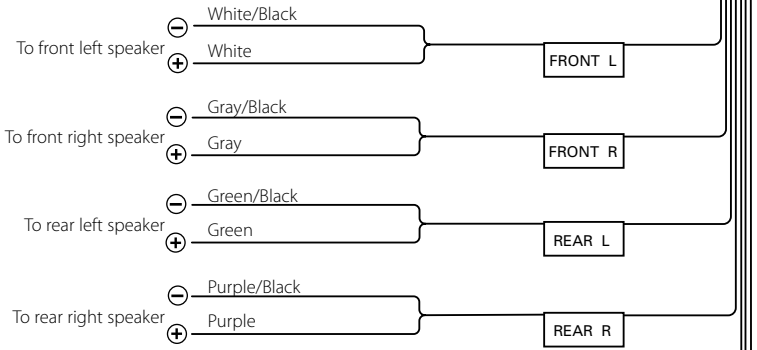 White/Black
To front left speaker
White
FRONT L
Gray/Black
To front right speaker
Gray
FRONT R
Green/Black
To rear left speaker
Green
REAR L
Purple/Black
To rear right speaker
Purple
REAR R